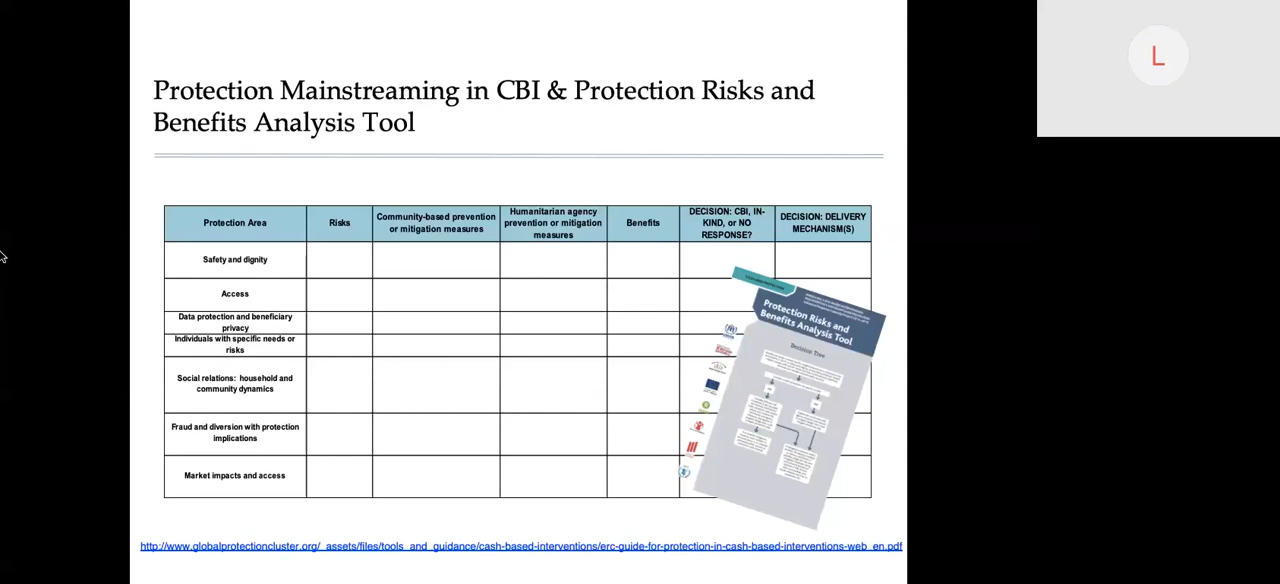 L
Protection Mainstreaming in CBI & Protection Risks and
Benefits Analysis Tool
Protection Area
Risks
Community-based prevention
or mitigation measures
Humanitarian agency
prevention or mitigation
measures
Benefits
DECISION: CBI, IN-
KIND, or NO
RESPONSE?
DECISION: DELIVERY
MECHANISM(S)
Safety and dignity
Access
Data protection and beneficiary
privacy
Individuals with specific needs or
risks
Social relations: household and
community dynamics
Fraud and diversion with protection
implications
Market impacts and access
Protection Risks and
Benefits Analysis Tool
Decision Tree
http://www.globalprotectioncluster.org/_assets/files/tools_and_guidance/cash-based-interventions/erc-guide-for-protection-in-cash-based-interventions-web_en.pdf